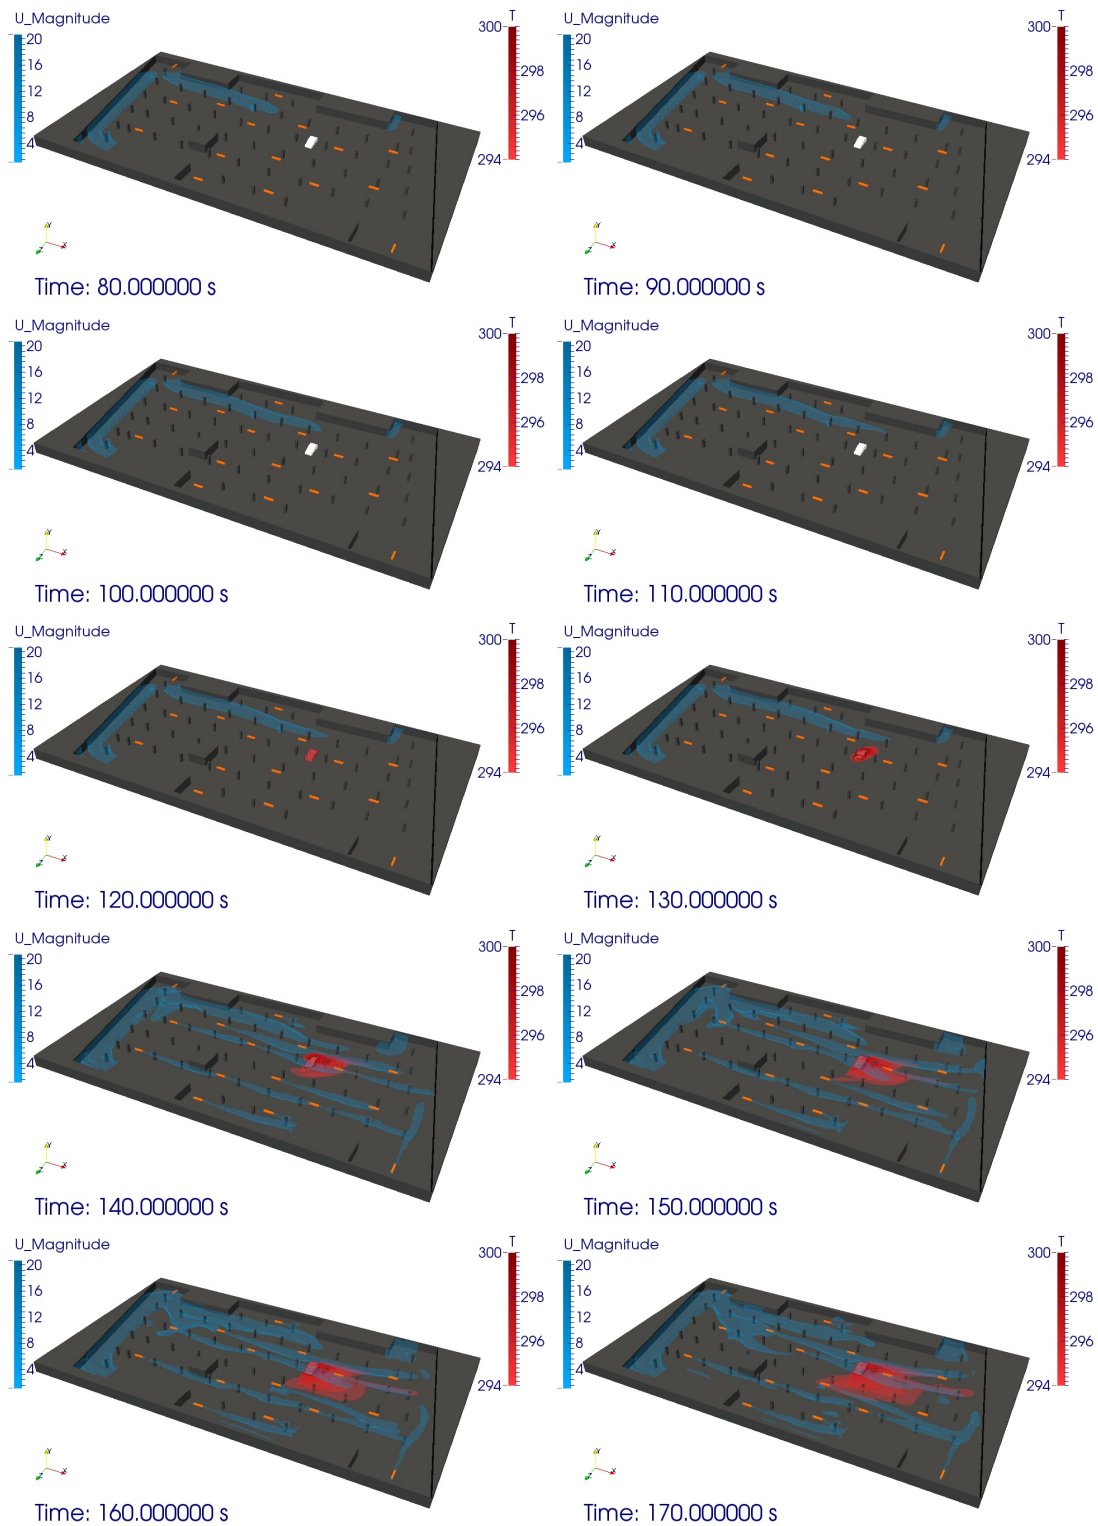 U_Magnitude
20
16
12
8
4
T
300
298
296
294
Y
X
Z
Time: 80.000000 s
U_Magnitude
20
16
12
8
4
T
300
298
296
294
Y
X
Z
Time: 90.000000 s
U_Magnitude
20
16
12
8
4
T
300
298
296
294
Y
X
Z
Time: 100.000000 s
U_Magnitude
20
16
12
8
4
T
300
298
296
294
Y
X
Z
Time: 110.000000 s
U_Magnitude
20
16
12
8
4
T
300
298
296
294
Y
X
Z
Time: 120.000000 s
U_Magnitude
20
16
12
8
4
T
300
298
296
294
Y
X
Z
Time: 130.000000 s
U_Magnitude
20
16
12
8
4
T
300
298
296
294
Y
X
Z
Time: 140.000000 s
U_Magnitude
20
16
12
8
4
T
300
298
296
294
Y
X
Z
Time: 150.000000 s
U_Magnitude
20
16
12
8
4
T
300
298
296
294
Y
X
Z
Time: 160.000000 s
U_Magnitude
20
16
12
8
4
T
300
298
296
294
Y
X
Z
Time: 170.000000 s